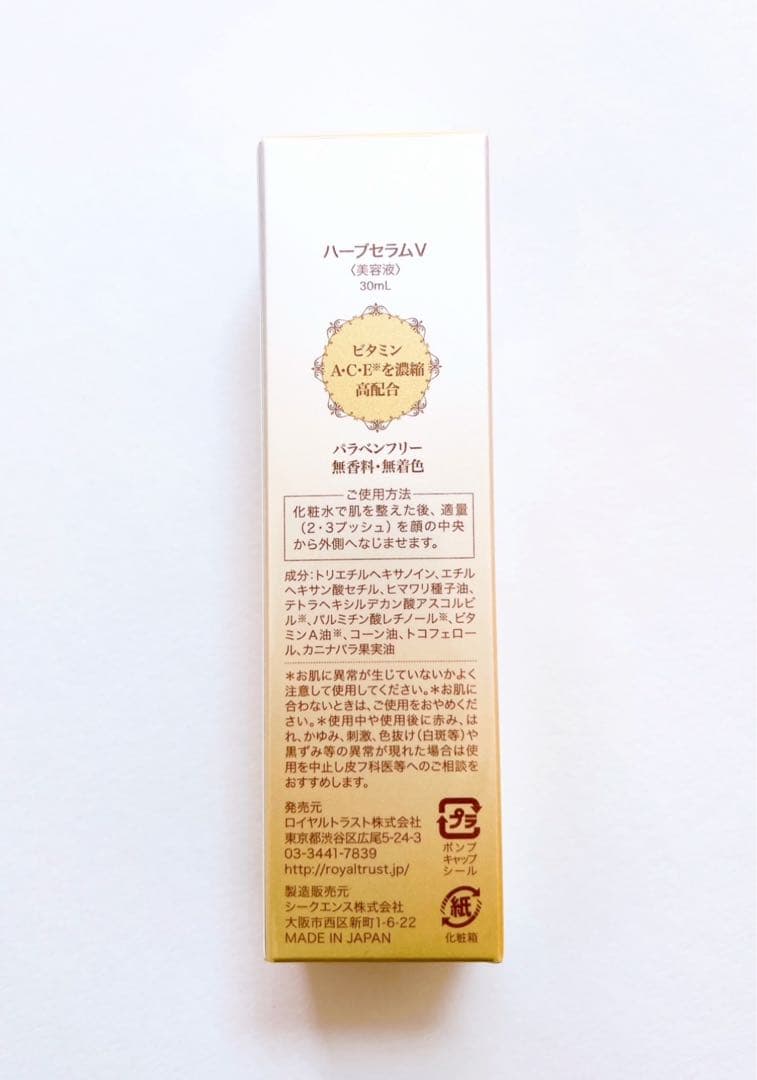 ハーブセラムV
〈美容液〉
30mL
ビタミン
A・C・E※を濃縮
高配合
パラベンフリー
無香料・無着色
ご使用方法
化粧水で肌を整えた後、適量
（2・3プッシュ）を顔の中央
から外側へなじませます。
成分：トリエチルヘキサノイン、エチル
ヘキサン酸セチル、ヒマワリ種子油、
テトラヘキシルデカン酸アスコルビ
ル※、パルミチン酸レチノール※、ビタ
ミンA油※、コーン油、トコフェロー
ル、カニナバラ果実油
＊お肌に異常が生じていないかよく
注意して使用してください。＊お肌に
合わないときは、ご使用をおやめくだ
さい。＊使用中や使用後に赤み、は
れ、かゆみ、刺激、色抜け（白斑等）や
黒ずみ等の異常が現れた場合は使
用を中止し皮フ科医等へのご相談を
おすすめします。
発売元
ロイヤルトラスト株式会社
東京都渋谷区広尾5-24-3
03-3441-7839
http://royaltrust.jp/
製造販売元
シークエンス株式会社
大阪市西区新町1-6-22
MADE IN JAPAN
プラ
ポンプ
キャップ
シール
紙
化粧箱